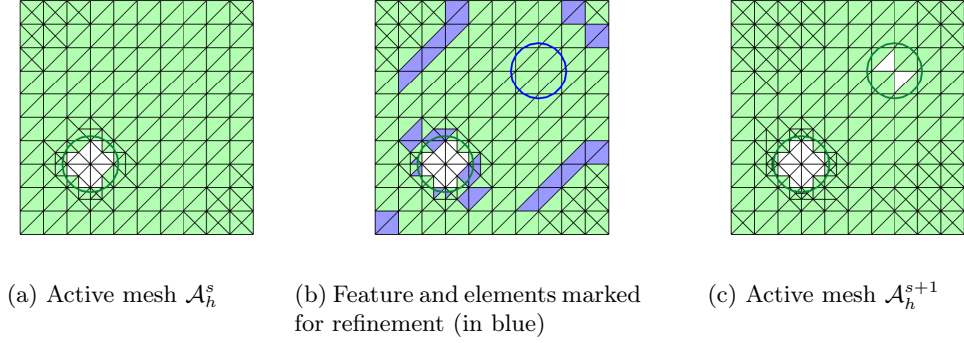 (a) Active mesh $\mathcal{A}_h^s$
(b) Feature and elements marked
for refinement (in blue)
(c) Active mesh $\mathcal{A}_h^{s+1}$